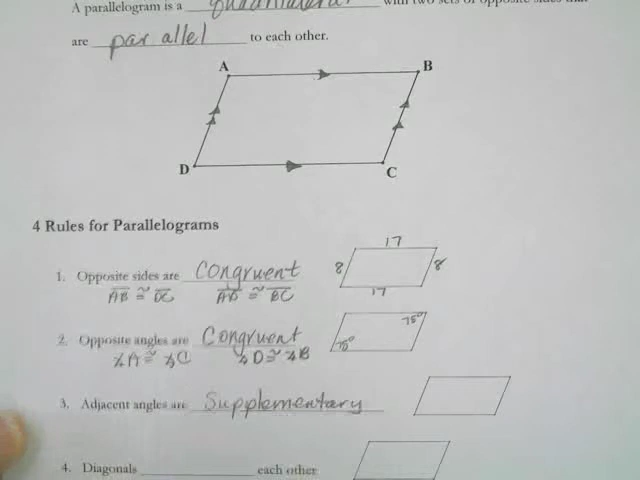 A parallelogram is a quadrilateral with two sets of opposite sides that
are parallel to each other.
A B
D C
4 Rules for Parallelograms
17
1. Opposite sides are Congruent 8 8
AB ≅ DC AD ≅ BC 17
2. Opposite angles are Congruent 75°
∡A ≅ ∡C ∡D ≅ ∡B 75°
3. Adjacent angles are Supplementary
4. Diagonals ____________ each other